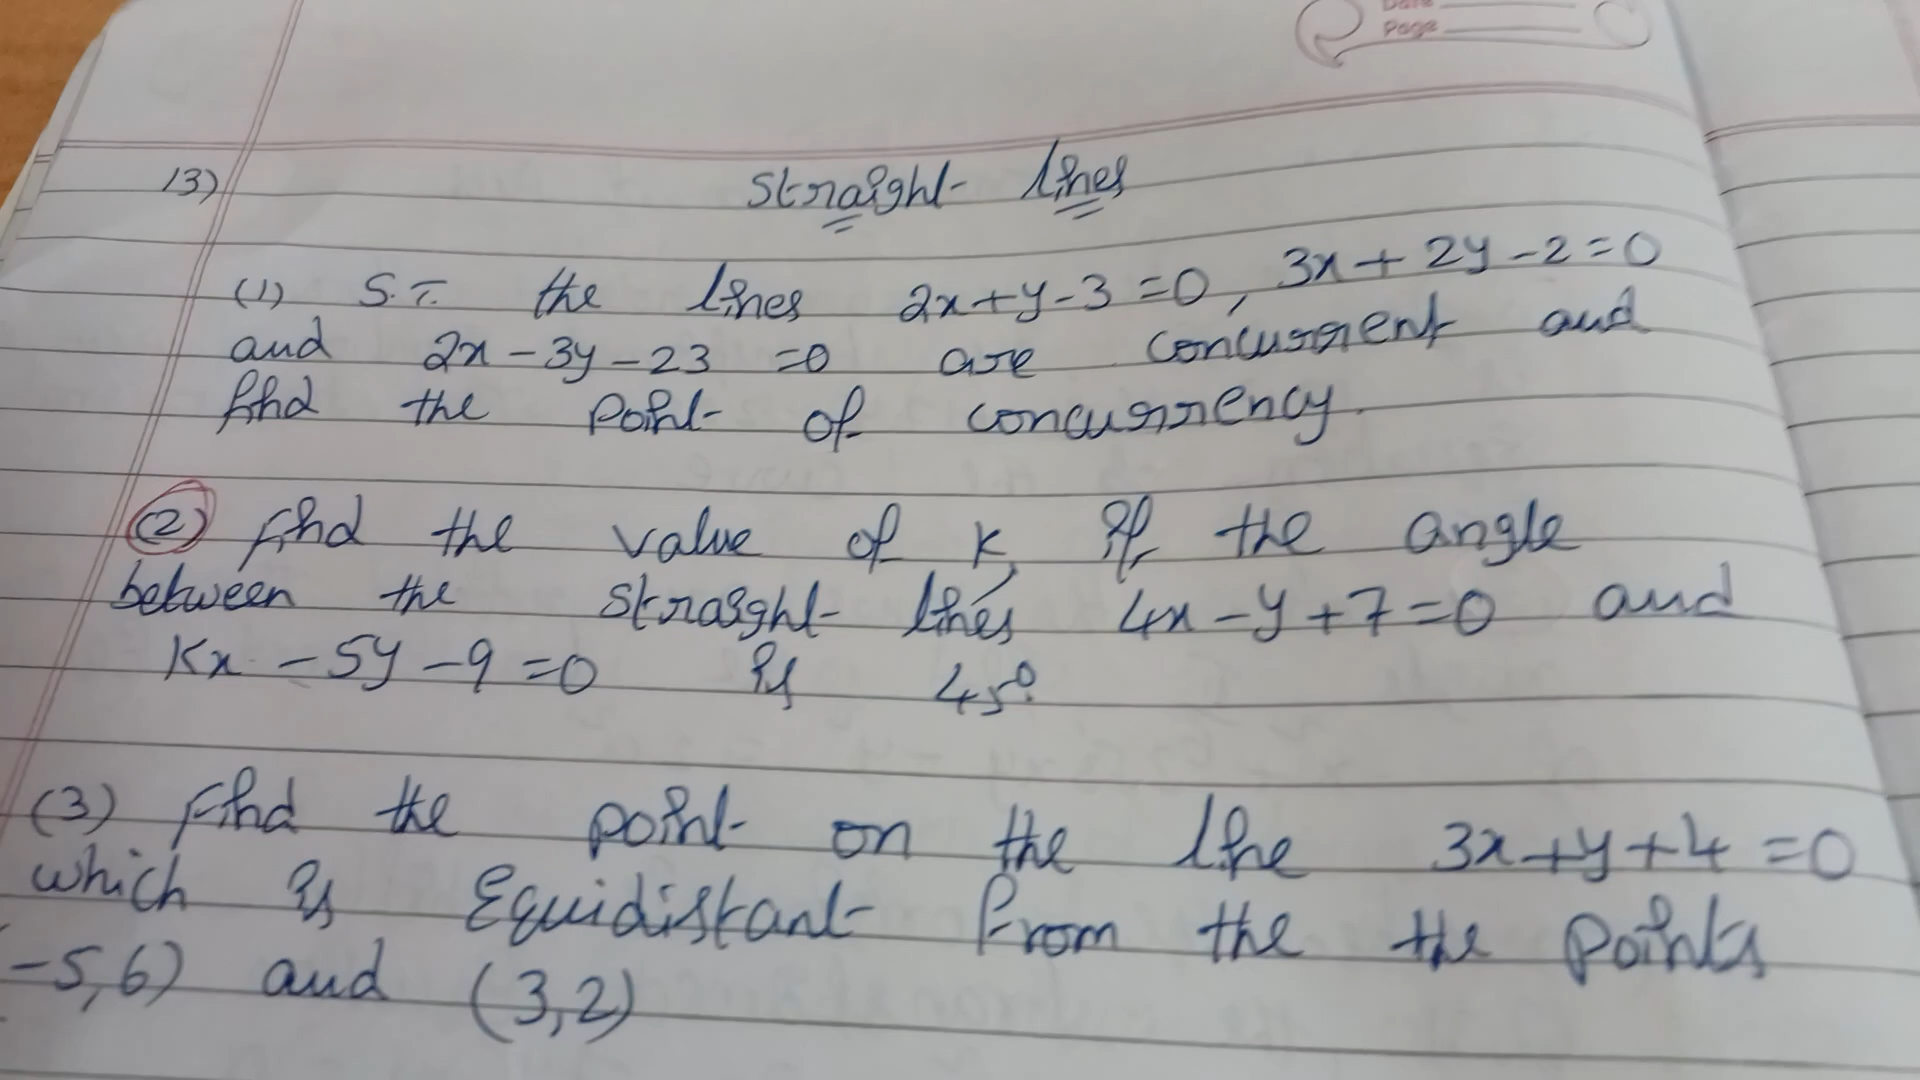 Date
Page
13) Straight lines
(1) S.T. the lines 2x+y-3=0, 3x+2y-2=0
and 2x-3y-23=0 are concurrent and
find the point of concurrency.
(2) Find the value of K, if the angle
between the straight lines 4x-y+7=0 and
Kx-5y-9=0 is 45°
(3) Find the point on the line 3x+y+4=0
which is Equidistant from the the points
-5,6) and (3,2)